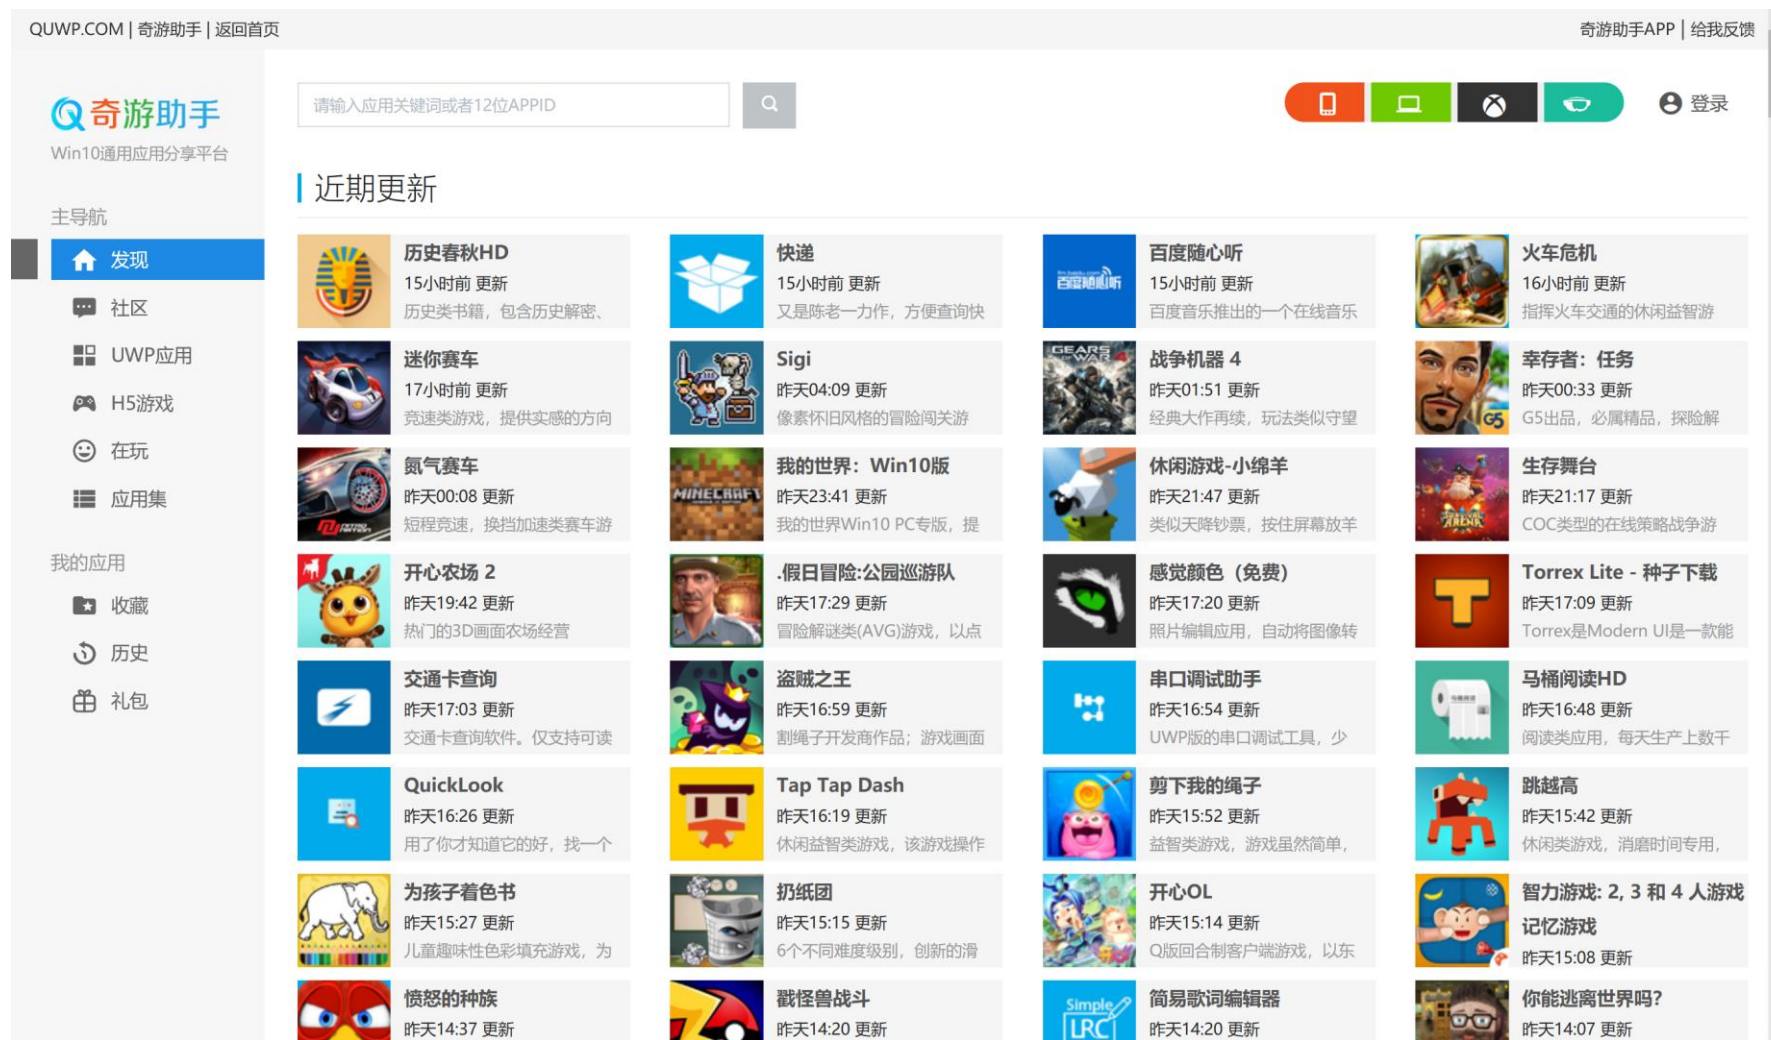 QUWP.COM | 奇游助手 | 返回首页
奇游助手APP | 给我反馈
奇游助手
Win10通用应用分享平台
请输入应用关键词或者12位APPID
登录
主导航
发现
社区
UWP应用
H5游戏
在玩
应用集
我的应用
收藏
历史
礼包
近期更新
历史春秋HD
15小时前 更新
历史类书籍，包含历史解密、
快递
15小时前 更新
又是陈老一力作，方便查询快
百度随心听
百度随心听
15小时前 更新
百度音乐推出的一个在线音乐
火车危机
16小时前 更新
指挥火车交通的休闲益智游
迷你赛车
17小时前 更新
竞速类游戏，提供实感的方向
Sigi
昨天04:09 更新
像素怀旧风格的冒险闯关游
GEARS
OF WAR 4
战争机器 4
昨天01:51 更新
经典大作再续，玩法类似守望
G5
幸存者：任务
昨天00:33 更新
G5出品，必属精品，探险解
氮气赛车
昨天00:08 更新
短程竞速，换挡加速类赛车游
MINECRAFT
我的世界：Win10版
昨天23:41 更新
我的世界Win10 PC专版，提
休闲游戏-小绵羊
昨天21:47 更新
类似天降钞票，按住屏幕放羊
SURVIVAL
ARENA
生存舞台
昨天21:17 更新
COC类型的在线策略战争游
开心农场 2
昨天19:42 更新
热门的3D画面农场经营
.假日冒险:公园巡游队
昨天17:29 更新
冒险解谜类(AVG)游戏，以点
感觉颜色（免费）
昨天17:20 更新
照片编辑应用，自动将图像转
T
Torrex Lite - 种子下载
昨天17:09 更新
Torrex是Modern UI是一款能
交通卡查询
昨天17:03 更新
交通卡查询软件。仅支持可读
盗贼之王
昨天16:59 更新
割绳子开发商作品；游戏画面
串口调试助手
昨天16:54 更新
UWP版的串口调试工具，少
马桶阅读
马桶阅读HD
昨天16:48 更新
阅读类应用，每天生产上数千
QuickLook
昨天16:26 更新
用了你才知道它的好，找一个
Tap Tap Dash
昨天16:19 更新
休闲益智类游戏，该游戏操作
剪下我的绳子
昨天15:52 更新
益智类游戏，游戏虽然简单，
跳越高
昨天15:42 更新
休闲类游戏，消磨时间专用，
为孩子着色书
昨天15:27 更新
儿童趣味性色彩填充游戏，为
扔纸团
昨天15:15 更新
6个不同难度级别，创新的滑
开心OL
昨天15:14 更新
Q版回合制客户端游戏，以东
智力游戏: 2, 3 和 4 人游戏
记忆游戏
昨天15:08 更新
愤怒的种族
昨天14:37 更新
戳怪兽战斗
昨天14:20 更新
Simple
LRC
简易歌词编辑器
昨天14:20 更新
你能逃离世界吗?
昨天14:07 更新